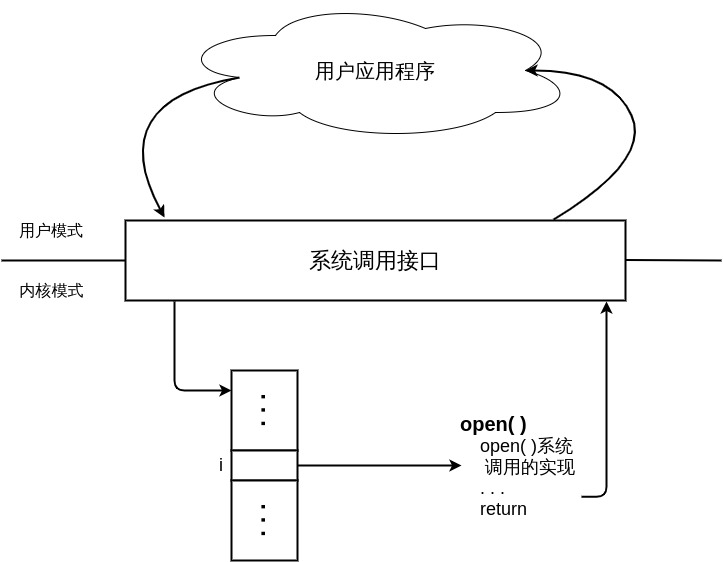 用户应用程序
用户模式
系统调用接口
内核模式
i
open( )
open( )系统
调用的实现
. . .
return